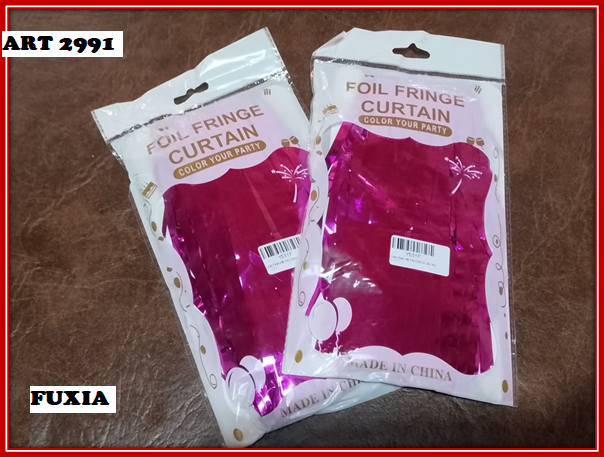 ART 2991
FOIL FRINGE
CURTAIN
COLOR YOUR PARTY
MADE IN CHINA
FOIL FRINGE
CURTAIN
COLOR YOUR PARTY
MADE IN CHINA
FUXIA